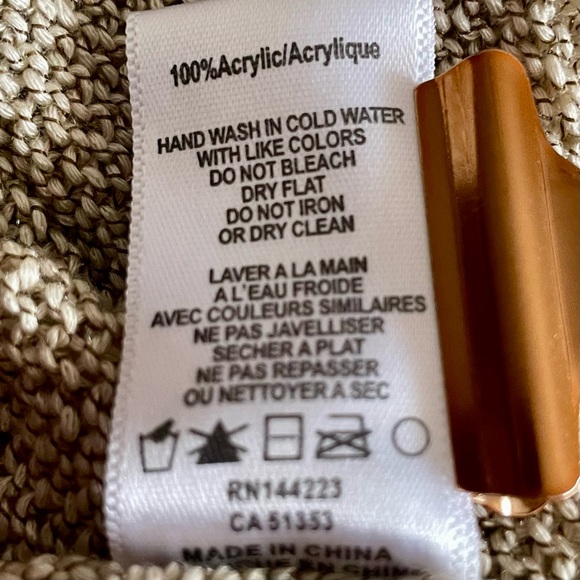 100%Acrylic/Acrylique
HAND WASH IN COLD WATER
WITH LIKE COLORS
DO NOT BLEACH
DRY FLAT
DO NOT IRON
OR DRY CLEAN
LAVER A LA MAIN
A L'EAU FROIDE
AVEC COULEURS SIMILAIRES
NE PAS JAVELLISER
SECHER A PLAT
NE PAS REPASSER
OU NETTOYER A SEC
RN144223
CA 51353
MADE IN CHINA